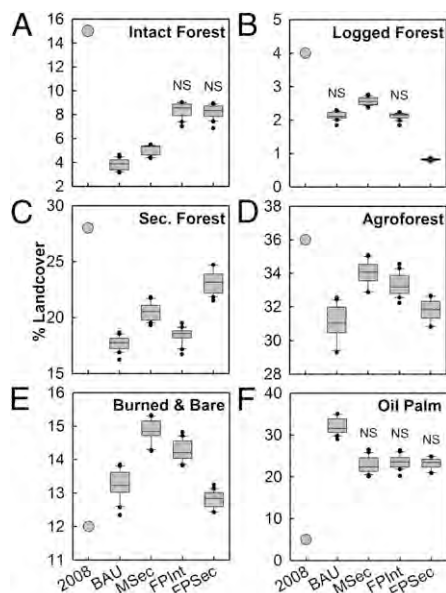 A Intact Forest
B Logged Forest
16
14
12
10
8
6
4
2
NS NS
5
4
3
2
1
0
NS NS
C Sec. Forest
D Agroforest
% Landcover
30
25
20
15
38
36
34
32
30
28
E Burned & Bare
F Oil Palm
16
15
14
13
12
11
40
30
20
10
0
NS NS NS
2008 BAU MSec FPInt FPSec
2008 BAU MSec FPInt FPSec